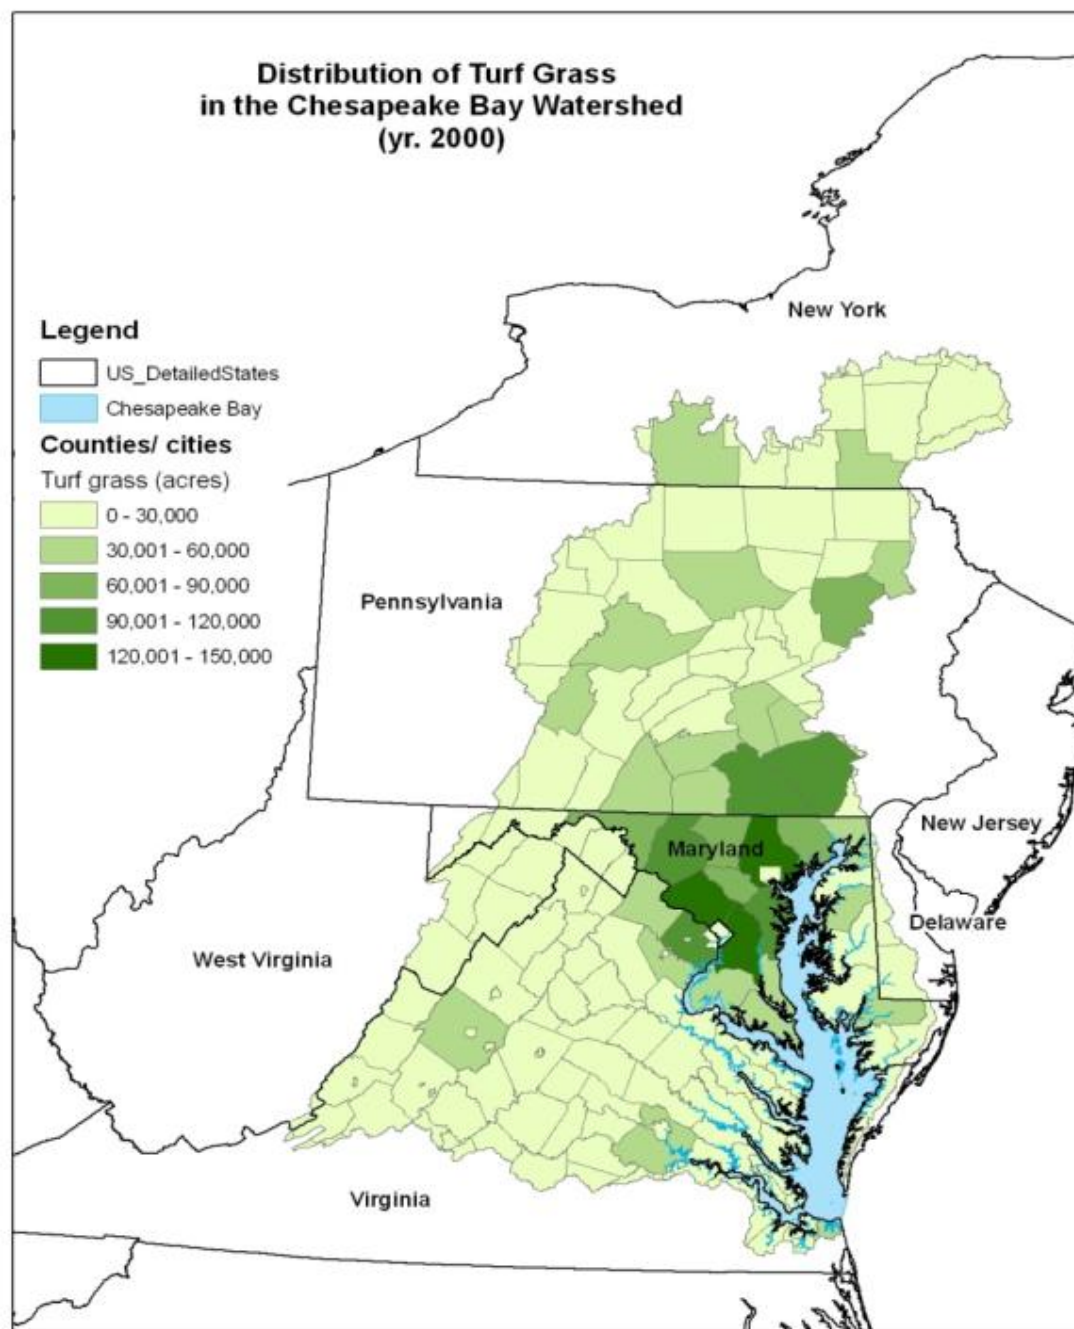 Distribution of Turf Grass
in the Chesapeake Bay Watershed
(yr. 2000)
New York
Legend
US_DetailedStates
Chesapeake Bay
Counties/ cities
Turf grass (acres)
0 - 30,000
30,001 - 60,000
60,001 - 90,000
90,001 - 120,000
120,001 - 150,000
Pennsylvania
New Jersey
Maryland
Delaware
West Virginia
Virginia